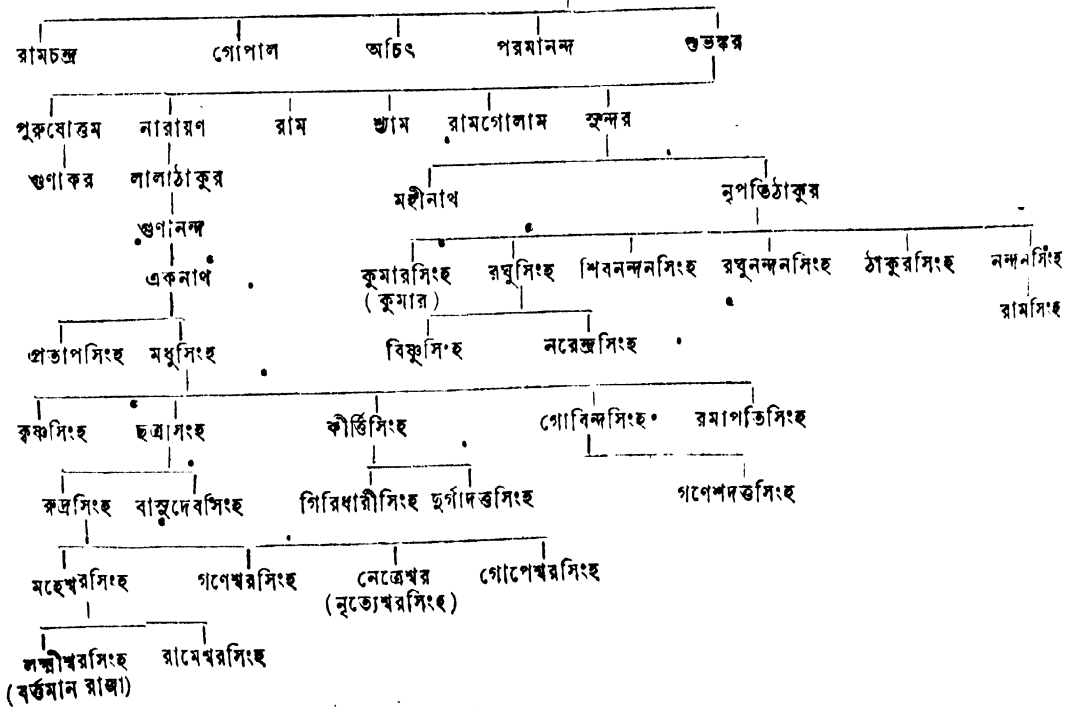 রামচন্দ্র গোপাল অচিৎ পরমানন্দ শুভঙ্কর
পুরুষোত্তম নারায়ণ রাম শ্যাম রামগোলাম সুন্দর
গুণাকর লালাঠাকুর মহীনাথ নৃপতিঠাকুর
গুণানন্দ
একনাথ কুমারসিংহ রঘুসিংহ শিবনন্দনসিংহ রঘুনন্দনসিংহ ঠাকুরসিংহ নন্দনসিংহ
(কুমার) রামসিংহ
প্রতাপসিংহ মধুসিংহ বিষ্ণুসিংহ নরেন্দ্রসিংহ
কৃষ্ণসিংহ ছত্রসিংহ কীর্ত্তিসিংহ গোবিন্দসিংহ রমাপতিসিংহ
রুদ্রসিংহ বাসুদেবসিংহ গিরিধারীসিংহ দুর্গাদত্তসিংহ গণেশদত্তসিংহ
মহেশ্বরসিংহ গণেশ্বরসিংহ নেত্রেশ্বর গোপেশ্বরসিংহ
(নৃত্যেশ্বরসিংহ)
লক্ষ্মীশ্বরসিংহ রামেশ্বরসিংহ
(বর্ত্তমান রাজা)